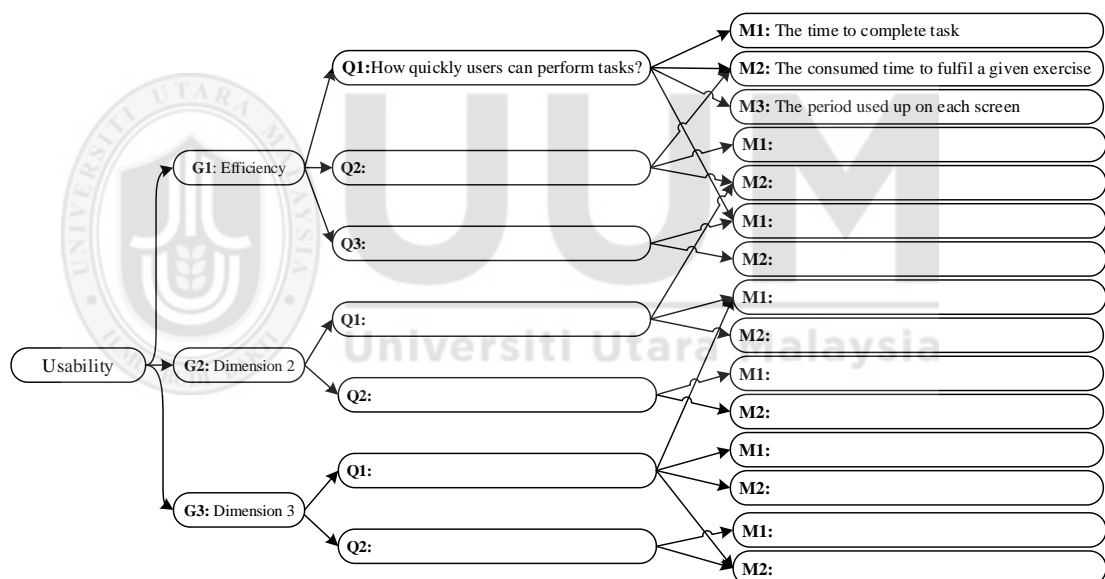 M1: The time to complete task
Q1:How quickly users can perform tasks?
M2: The consumed time to fulfil a given exercise
M3: The period used up on each screen
M1:
G1: Efficiency
Q2:
M2:
M1:
Q3:
M2:
M1:
Q1:
M2:
Usability
G2: Dimension 2
M1:
Q2:
M2:
M1:
Q1:
M2:
G3: Dimension 3
M1:
Q2:
M2:
UUM
Universiti Utara Malaysia
UNIVERSITI UTARA MALAYSIA